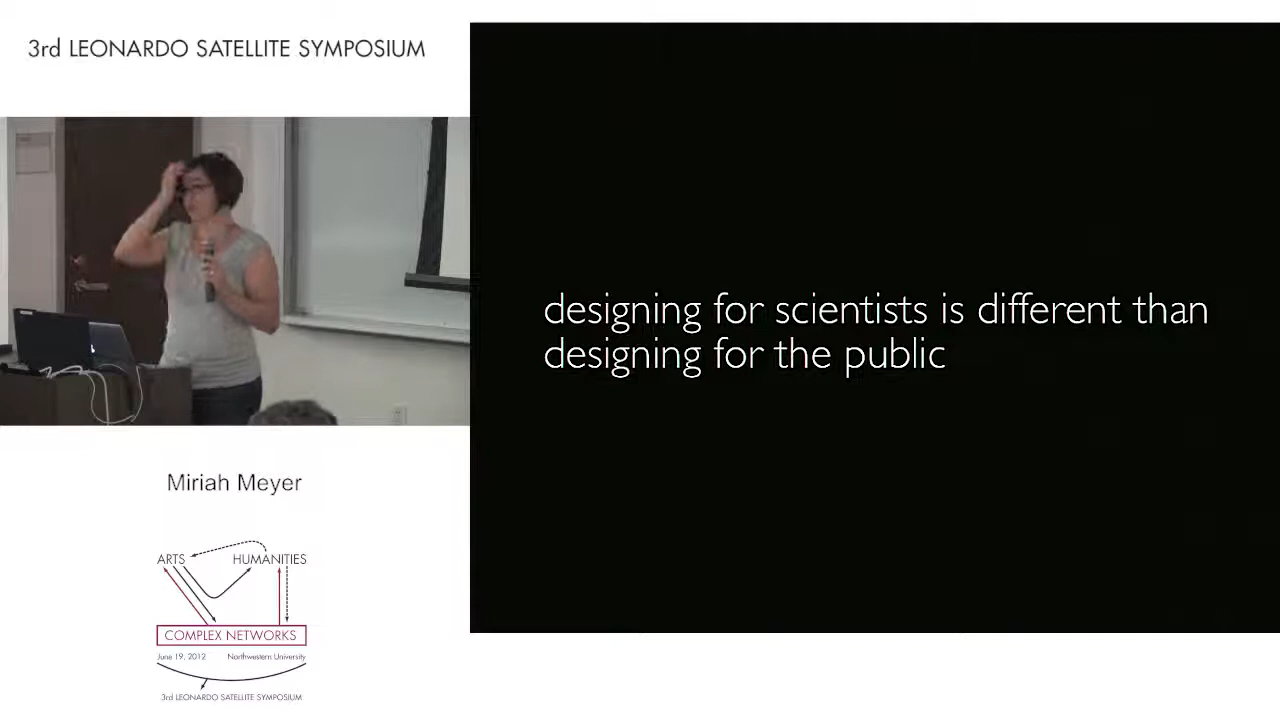 3rd LEONARDO SATELLITE SYMPOSIUM
designing for scientists is different than
designing for the public
Miriah Meyer
ARTS HUMANITIES
COMPLEX NETWORKS
June 19, 2012 Northwestern University
3rd LEONARDO SATELLITE SYMPOSIUM